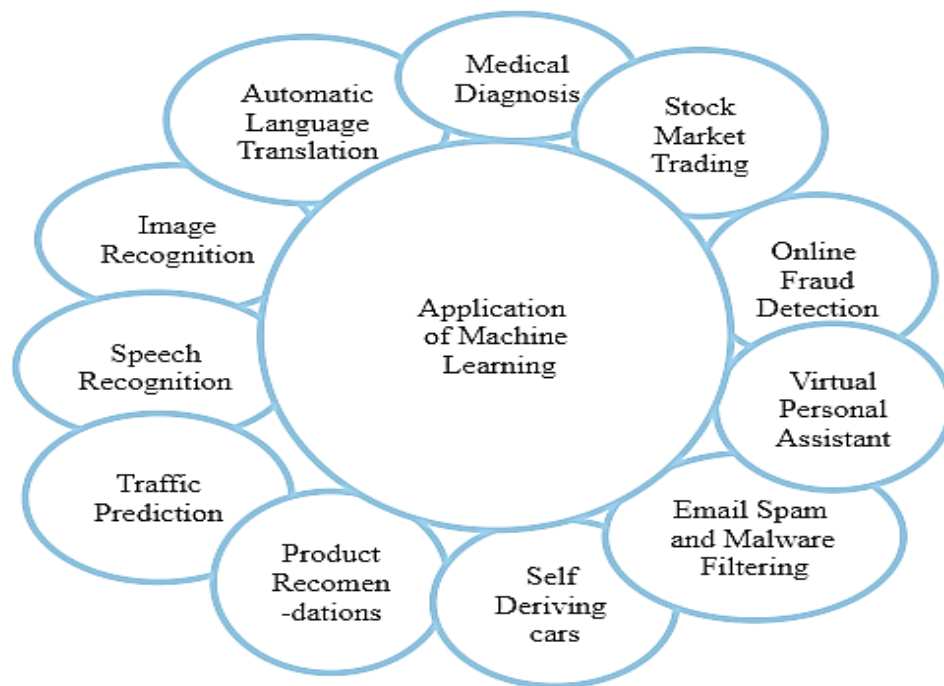 Medical
Diagnosis
Automatic
Language
Translation
Stock
Market
Trading
Image
Recognition
Online
Fraud
Detection
Application
of Machine
Learning
Speech
Recognition
Virtual
Personal
Assistant
Traffic
Prediction
Email Spam
and Malware
Filtering
Product
Recomen
-dations
Self
Deriving
cars